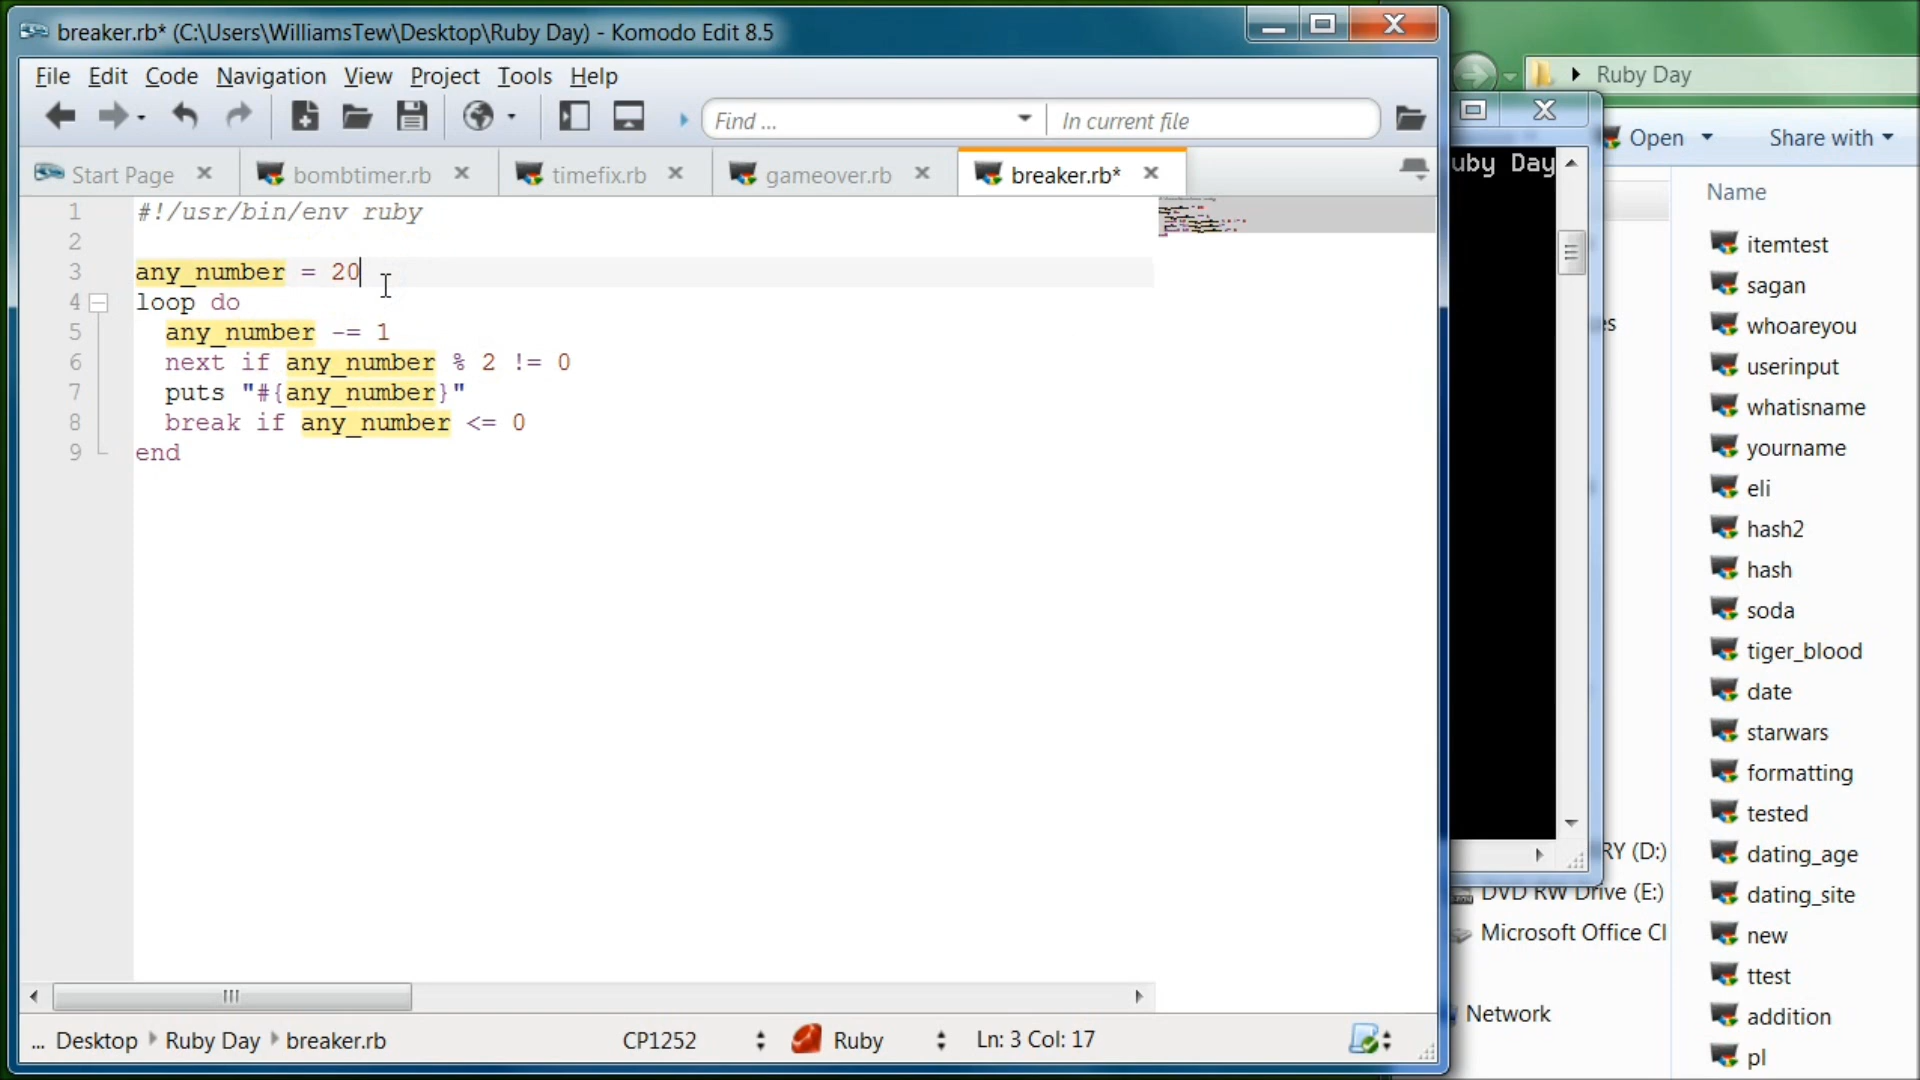 breaker.rb* (C:\Users\WilliamsTew\Desktop\Ruby Day) - Komodo Edit 8.5
File Edit Code Navigation View Project Tools Help
Find ...
In current file
Start Page
bombtimer.rb
timefix.rb
gameover.rb
breaker.rb*
1 #!/usr/bin/env ruby
2
3 any_number = 20
4 loop do
5 any_number -= 1
6 next if any_number % 2 != 0
7 puts "#{any_number}"
8 break if any_number <= 0
9 end
... Desktop Ruby Day breaker.rb
CP1252
Ruby
Ln: 3 Col: 17
Ruby Day
Open
Share with
uby Day
Name
itemtest
sagan
whoareyou
userinput
whatisname
yourname
eli
hash2
hash
soda
tiger_blood
date
starwars
formatting
tested
dating_age
dating_site
new
ttest
addition
pl
es
RY (D:)
DVD RW Drive (E:)
Microsoft Office Cl
Network